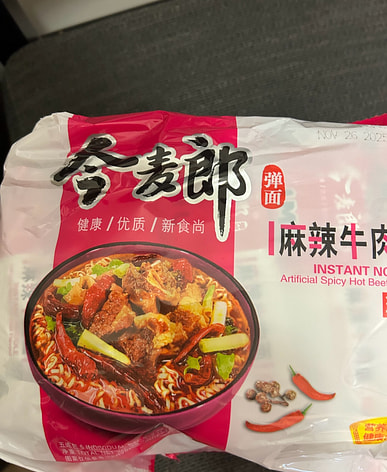 NOV 26 2025
今麦郎
弹面
健康/优质/新食尚
麻辣牛肉
INSTANT NO
Artificial Spicy Hot Beef